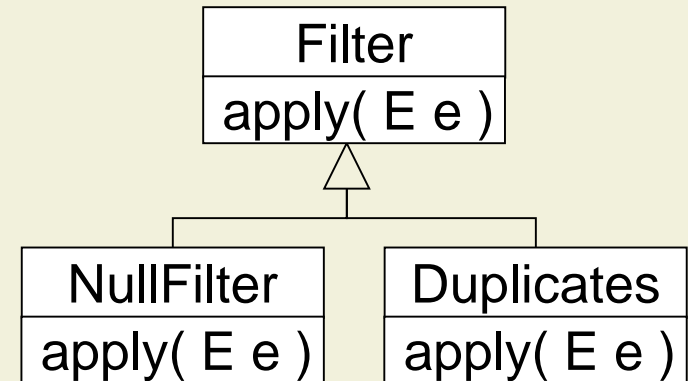 Filter
apply( E e )
NullFilter
apply( E e )
Duplicates
apply( E e )